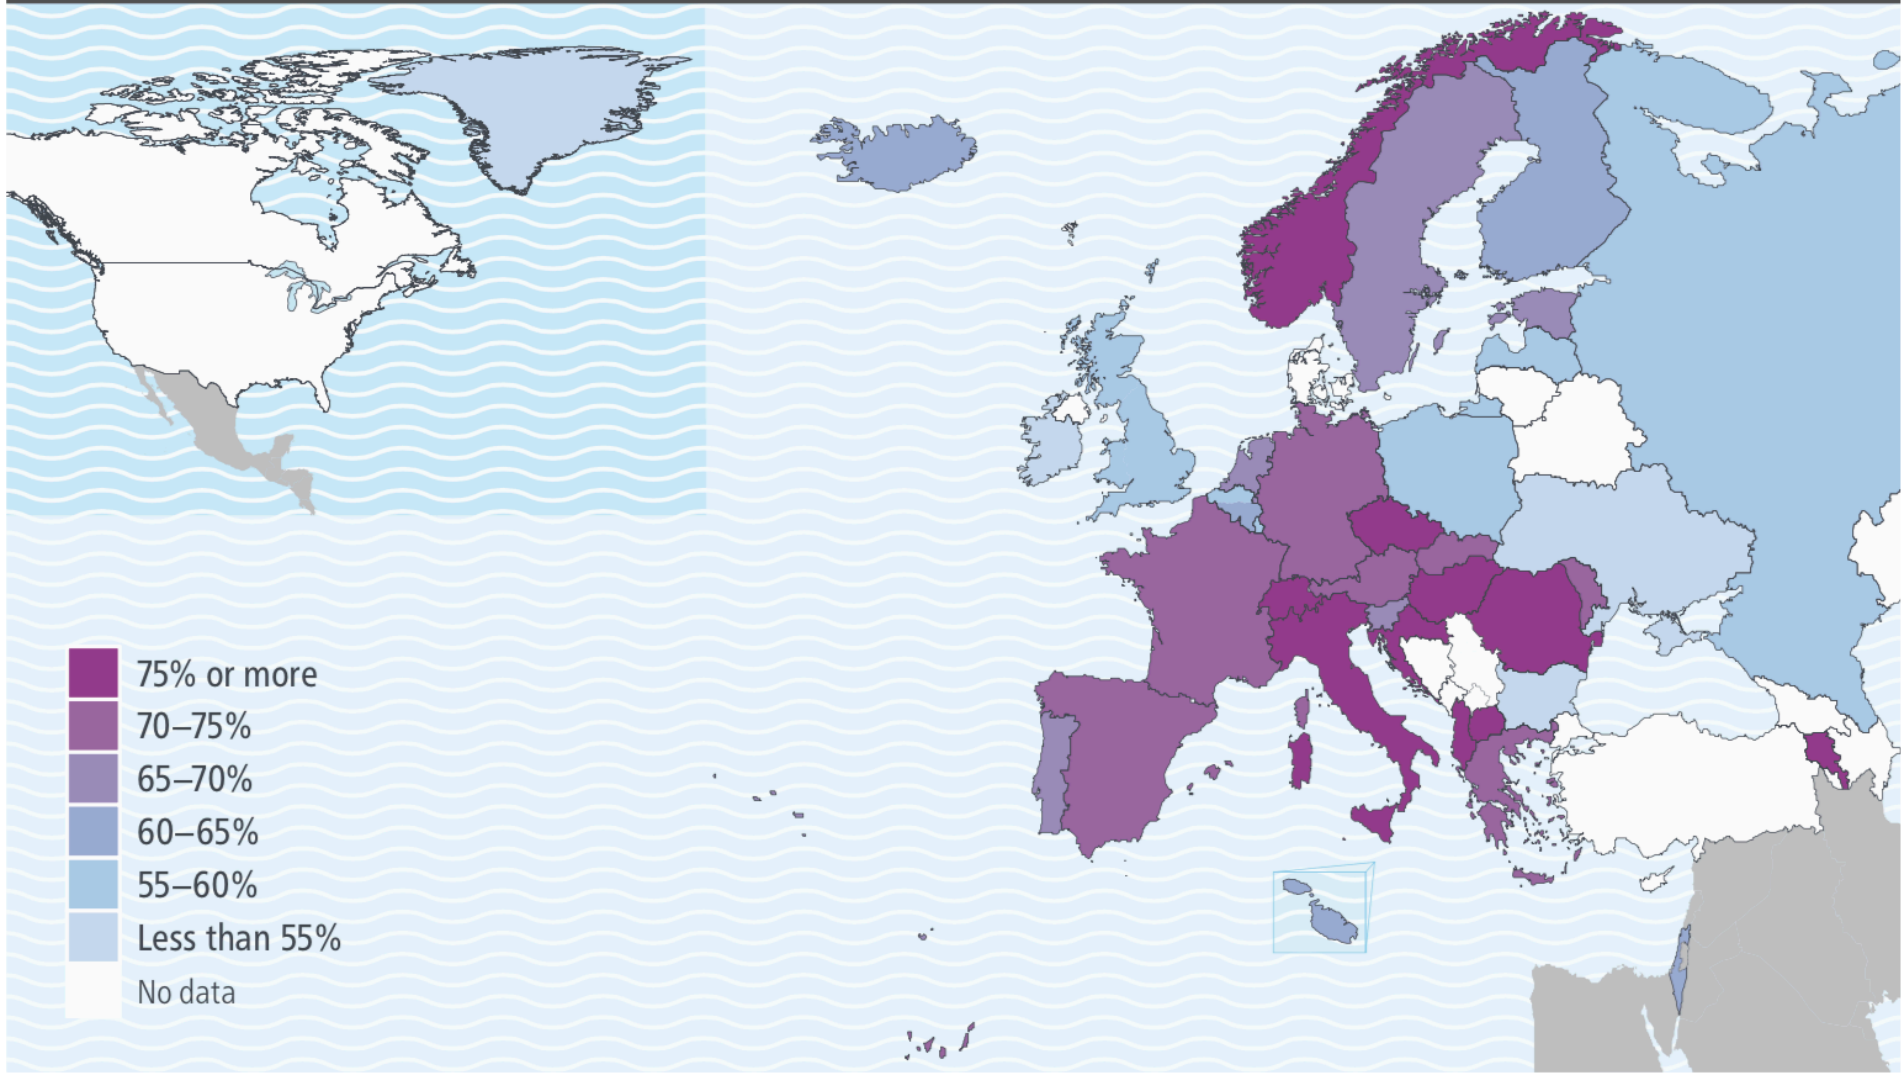 75% or more
70–75%
65–70%
60–65%
55–60%
Less than 55%
No data